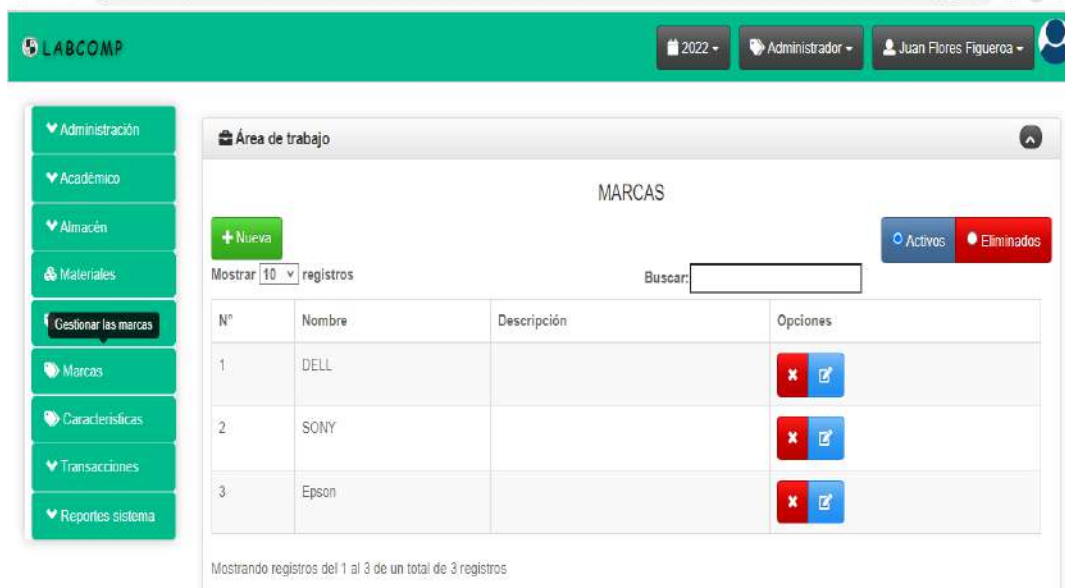 LABCOMP
2022
Administrador
Juan Flores Figueroa
Administración
Académico
Almacén
Materiales
Gestionar las marcas
Marcas
Caracteristicas
Transacciones
Reportes sistema
Área de trabajo
MARCAS
+ Nueva
Activos Eliminados
Mostrar 10 registros Buscar:
N° Nombre Descripción Opciones
1 DELL
2 SONY
3 Epson
Mostrando registros del 1 al 3 de un total de 3 registros